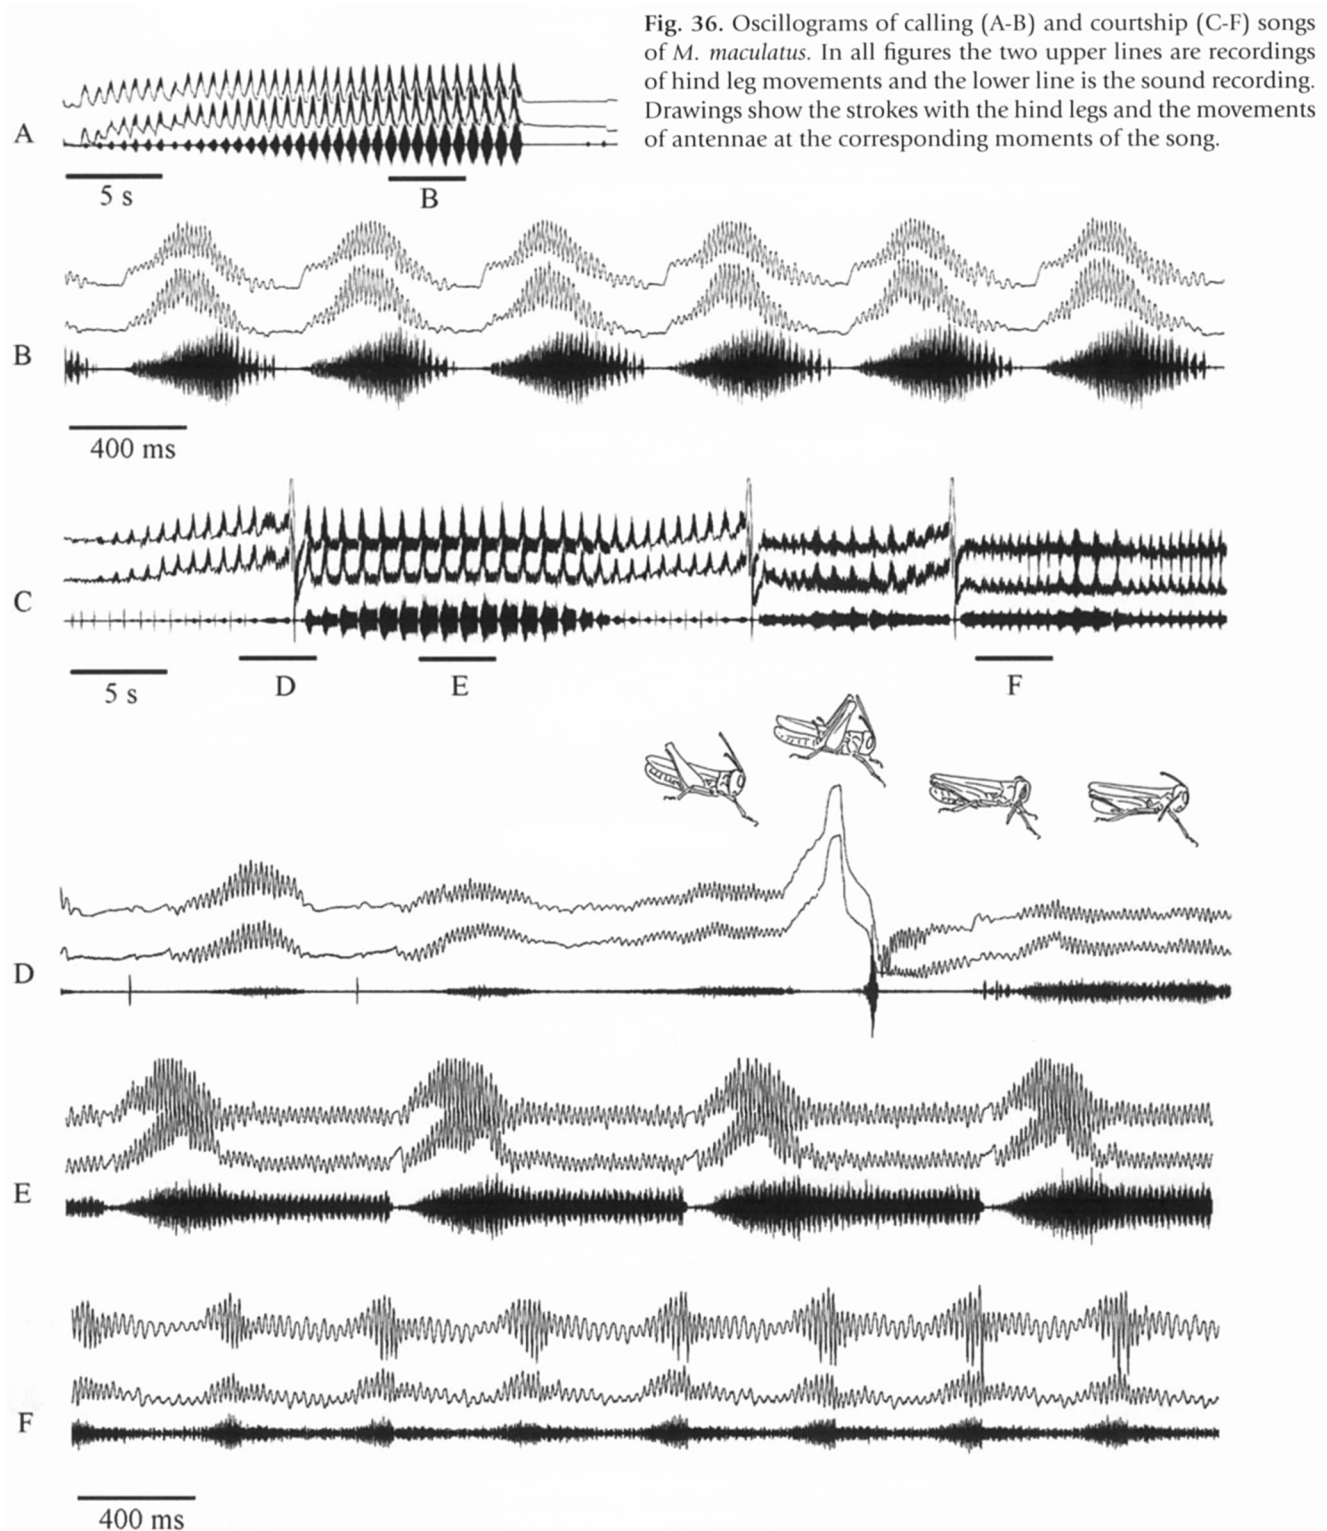 Fig. 36. Oscillograms of calling (A-B) and courtship (C-F) songs
of M. maculatus. In all figures the two upper lines are recordings
of hind leg movements and the lower line is the sound recording.
Drawings show the strokes with the hind legs and the movements
of antennae at the corresponding moments of the song.
A
5 s
B
B
400 ms
C
5 s
D
E
F
D
E
F
400 ms